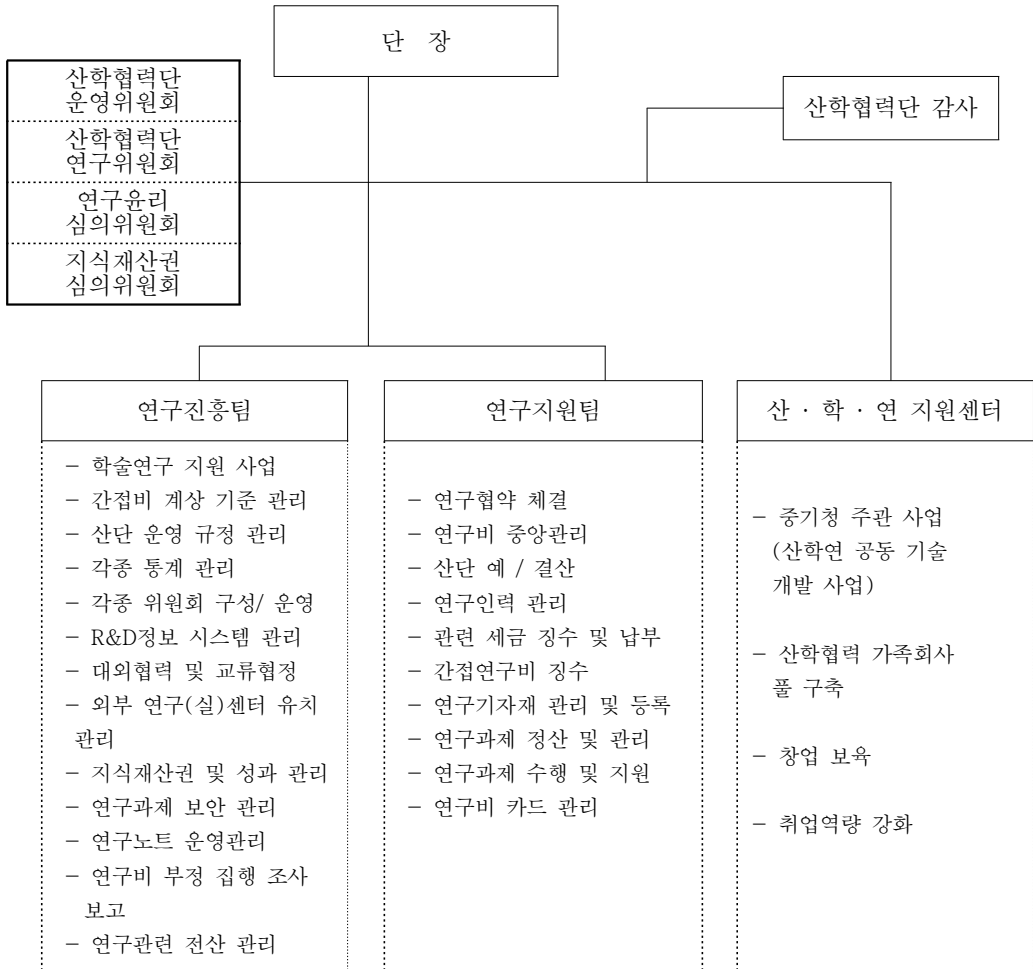 단 장
산학협력단
운영위원회
산학협력단
연구위원회
연구윤리
심의위원회
지식재산권
심의위원회
산학협력단 감사
연구진흥팀
- 학술연구 지원 사업
- 간접비 계상 기준 관리
- 산단 운영 규정 관리
- 각종 통계 관리
- 각종 위원회 구성/ 운영
- R&D정보 시스템 관리
- 대외협력 및 교류협정
- 외부 연구(실)센터 유치
관리
- 지식재산권 및 성과 관리
- 연구과제 보안 관리
- 연구노트 운영관리
- 연구비 부정 집행 조사
보고
- 연구관련 전산 관리
연구지원팀
- 연구협약 체결
- 연구비 중앙관리
- 산단 예 / 결산
- 연구인력 관리
- 관련 세금 징수 및 납부
- 간접연구비 징수
- 연구기자재 관리 및 등록
- 연구과제 정산 및 관리
- 연구과제 수행 및 지원
- 연구비 카드 관리
산 · 학 · 연 지원센터
- 중기청 주관 사업
(산학연 공동 기술
개발 사업)
- 산학협력 가족회사
풀 구축
- 창업 보육
- 취업역량 강화